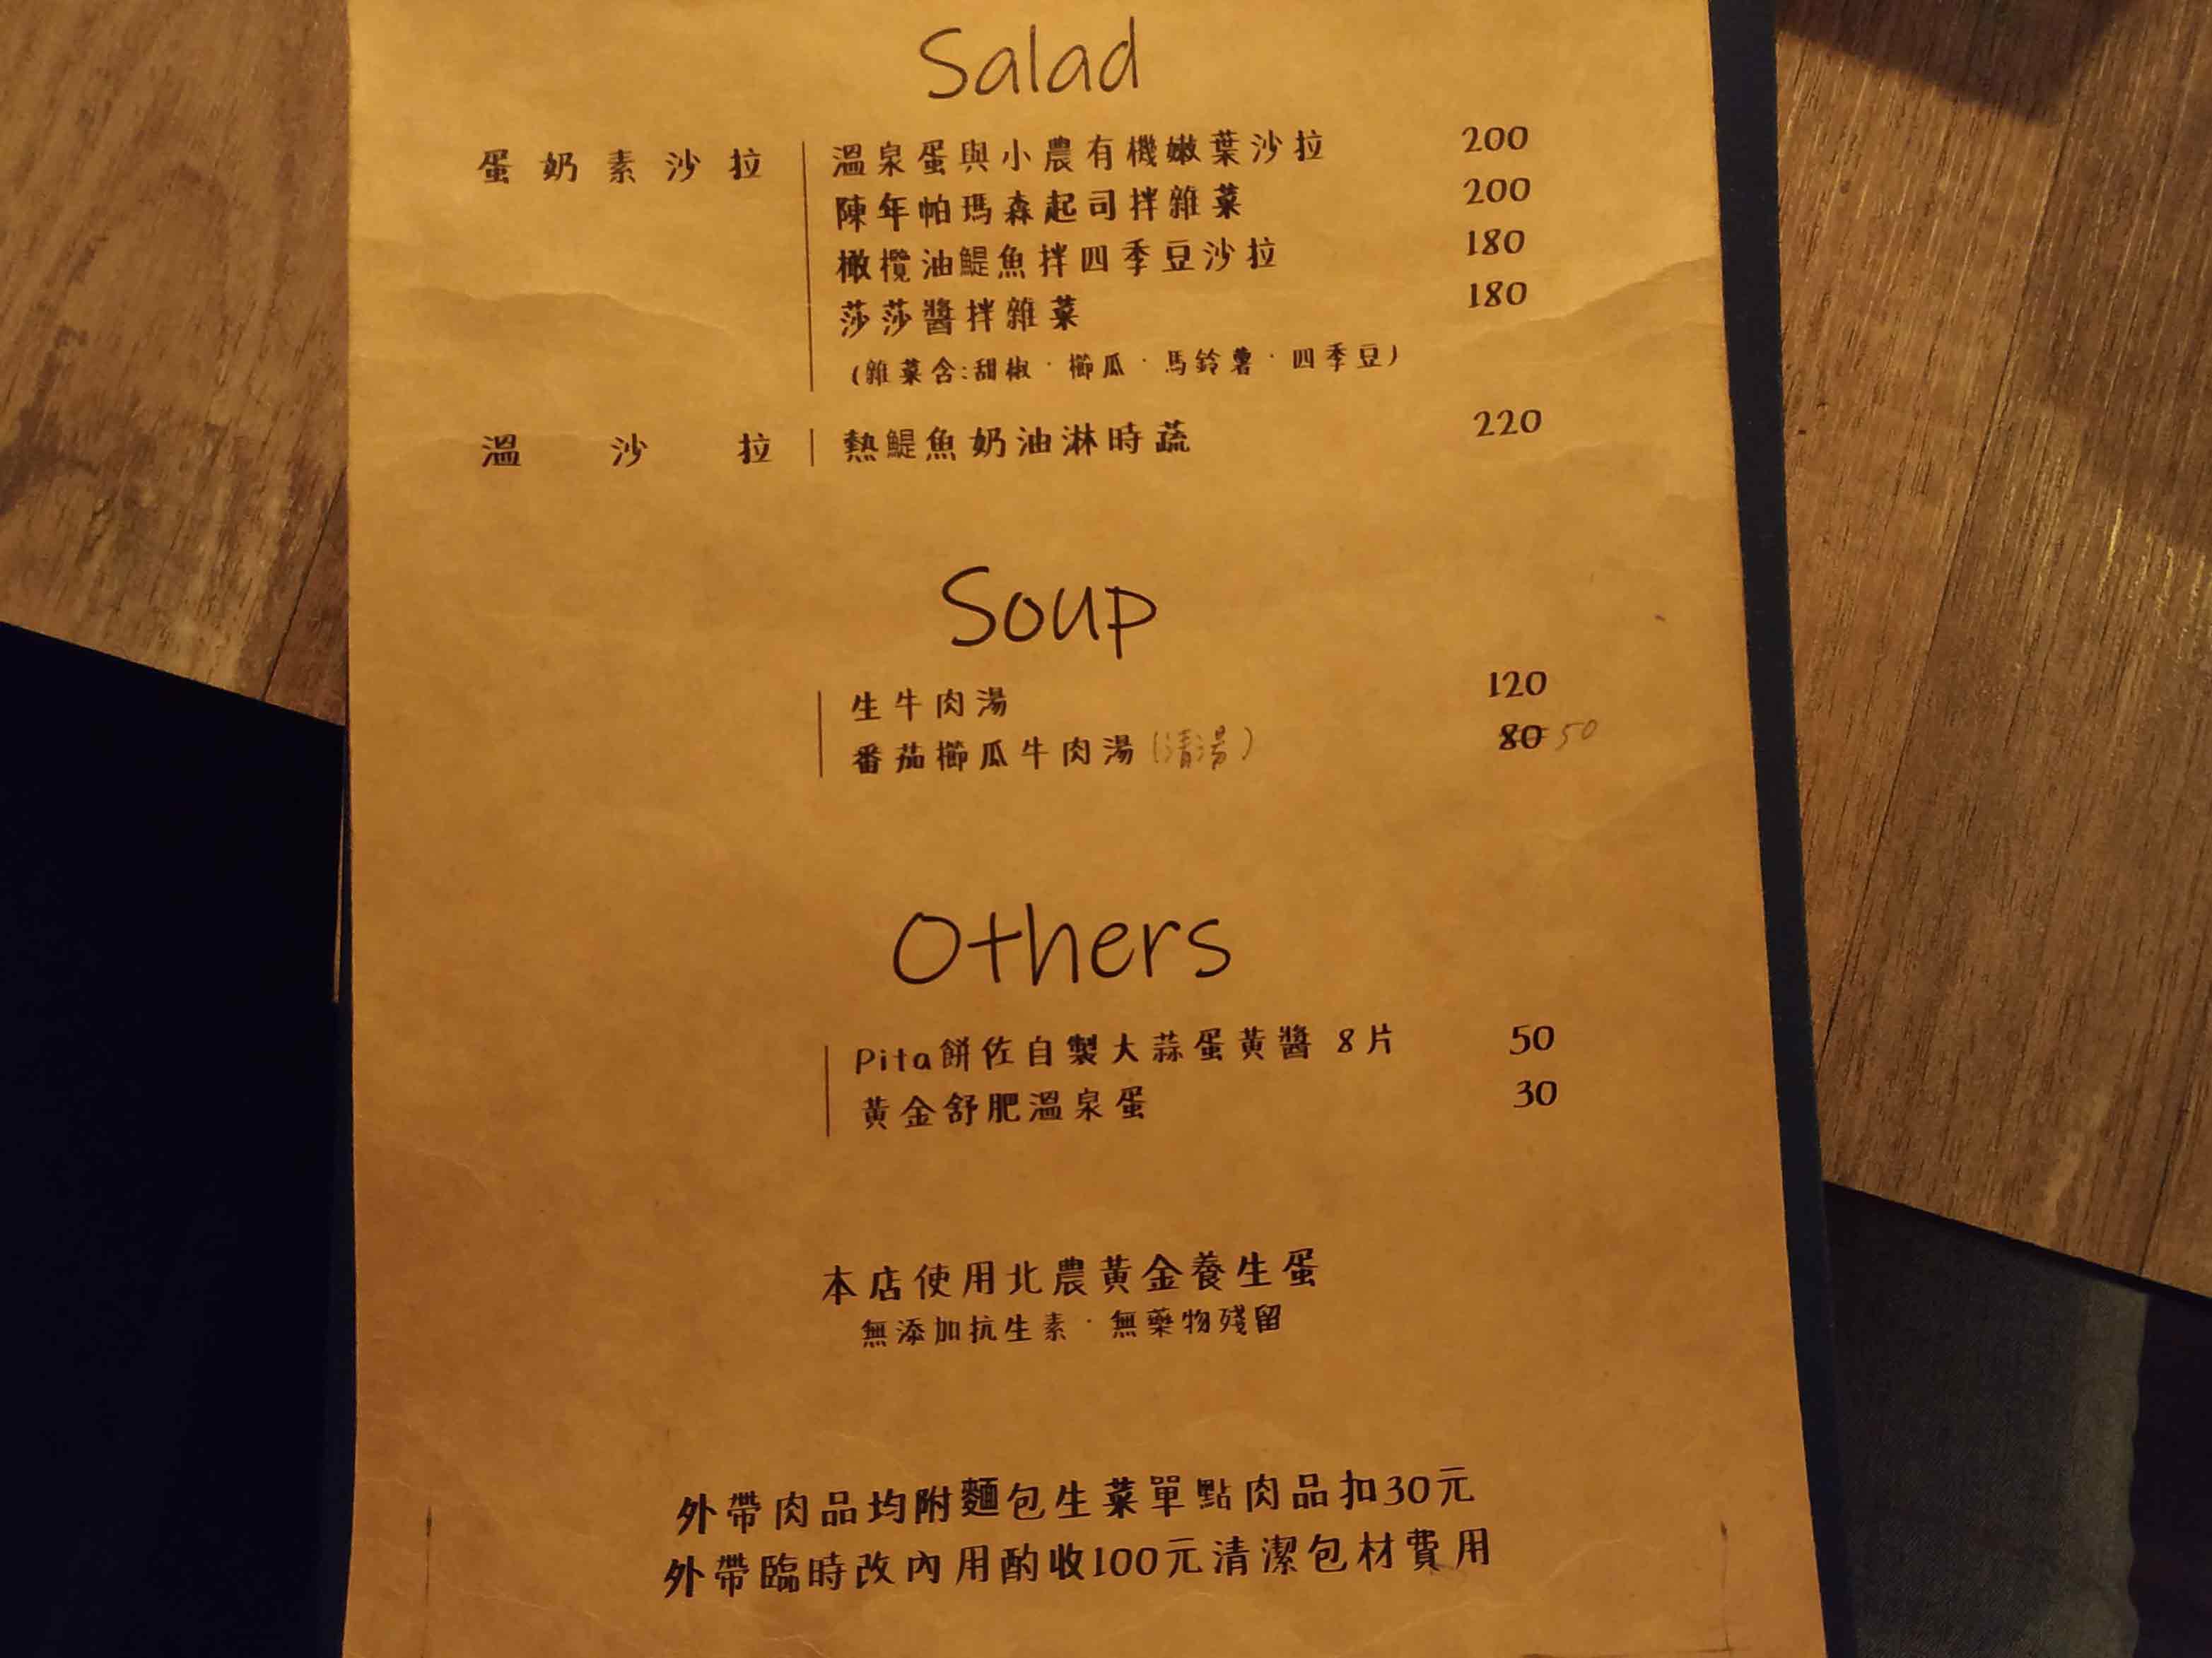 Salad
蛋奶素沙拉 溫泉蛋與小農有機嫩葉沙拉 200
陳年帕瑪森起司拌雜菜 200
橄欖油鯷魚拌四季豆沙拉 180
莎莎醬拌雜菜 180
(雜菜含:甜椒·櫛瓜·馬鈴薯·四季豆)
溫沙拉 熱鯷魚奶油淋時蔬 220
Soup
生牛肉湯 120
番茄櫛瓜牛肉湯(清湯) 80 50
Others
Pita餅佐自製大蒜蛋黃醬 8片 50
黃金舒肥溫泉蛋 30
本店使用北農黃金養生蛋
無添加抗生素·無藥物殘留
外帶肉品均附麵包生菜單點肉品扣30元
外帶臨時改內用酌收100元清潔包材費用